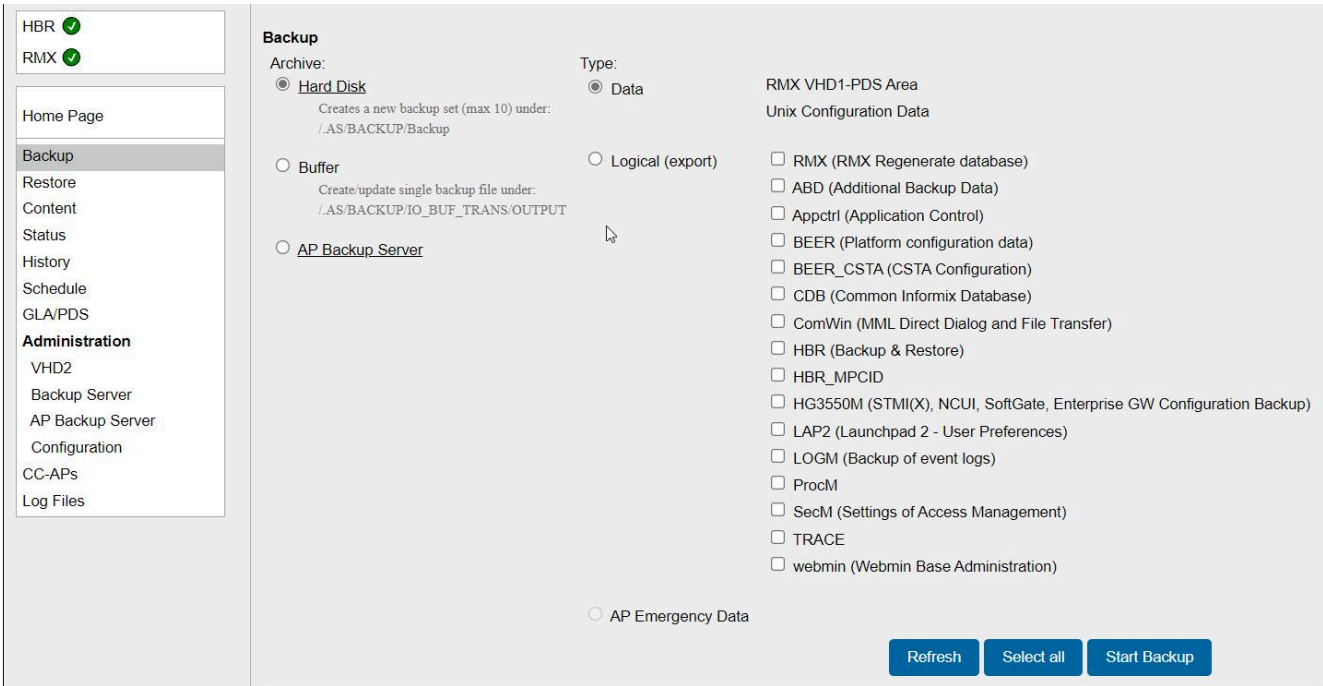 HBR
RMX
Home Page
Backup
Restore
Content
Status
History
Schedule
GLA/PDS
Administration
VHD2
Backup Server
AP Backup Server
Configuration
CC-APs
Log Files
Backup
Archive:
Hard Disk
Creates a new backup set (max 10) under:
/.AS/BACKUP/Backup
Buffer
Create/update single backup file under:
/.AS/BACKUP/IO_BUF_TRANS/OUTPUT
AP Backup Server
Type:
Data
RMX VHD1-PDS Area
Unix Configuration Data
Logical (export)
RMX (RMX Regenerate database)
ABD (Additional Backup Data)
Appctrl (Application Control)
BEER (Platform configuration data)
BEER_CSTA (CSTA Configuration)
CDB (Common Informix Database)
ComWin (MML Direct Dialog and File Transfer)
HBR (Backup & Restore)
HBR_MPCID
HG3550M (STMI(X), NCUI, SoftGate, Enterprise GW Configuration Backup)
LAP2 (Launchpad 2 - User Preferences)
LOGM (Backup of event logs)
ProcM
SecM (Settings of Access Management)
TRACE
webmin (Webmin Base Administration)
AP Emergency Data
Refresh
Select all
Start Backup